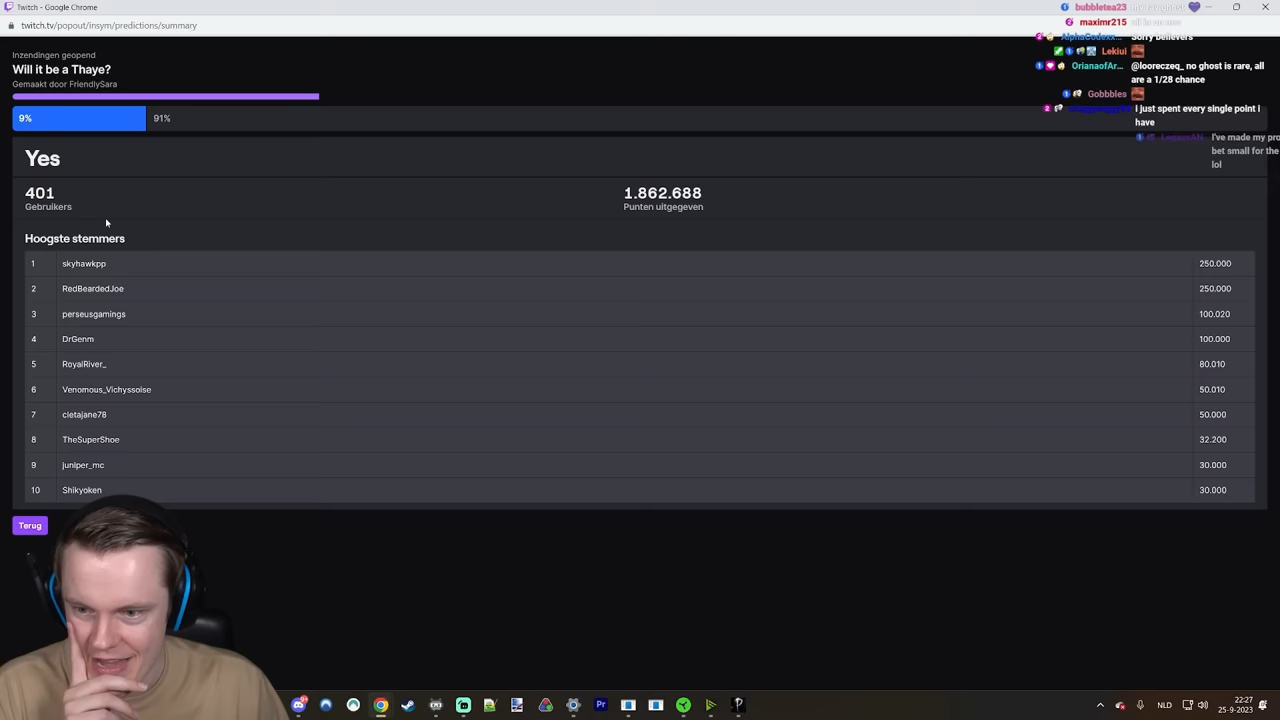 Twitch - Google Chrome
twitch.tv/popout/insym/predictions/summary
Inzendingen geopend
Will it be a Thaye?
Gemaakt door FriendlySara
9%
91%
Yes
401
Gebruikers
1.862.688
Punten uitgegeven
Hoogste stemmers
1 skyhawkpp 250.000
2 RedBeardedJoe 250.000
3 perseusgamings 100.020
4 DrGenm 100.000
5 RoyalRiver_ 80.010
6 Venomous_Vichyssoise 50.010
7 cletajane78 50.000
8 TheSuperShoe 32.200
9 juniper_mc 30.000
10 Shikyoken 30.000
Terug
bubbletea23
maximr215
AlphaCodexx... Sorry believers
Lekiui
OrianaofAr... @looreczeq_ no ghost is rare, all
are a 1/28 chance
Gobbbles
i just spent every single point i
have
I've made my pro
bet small for the
lol
NLD
22:27
25-9-2023